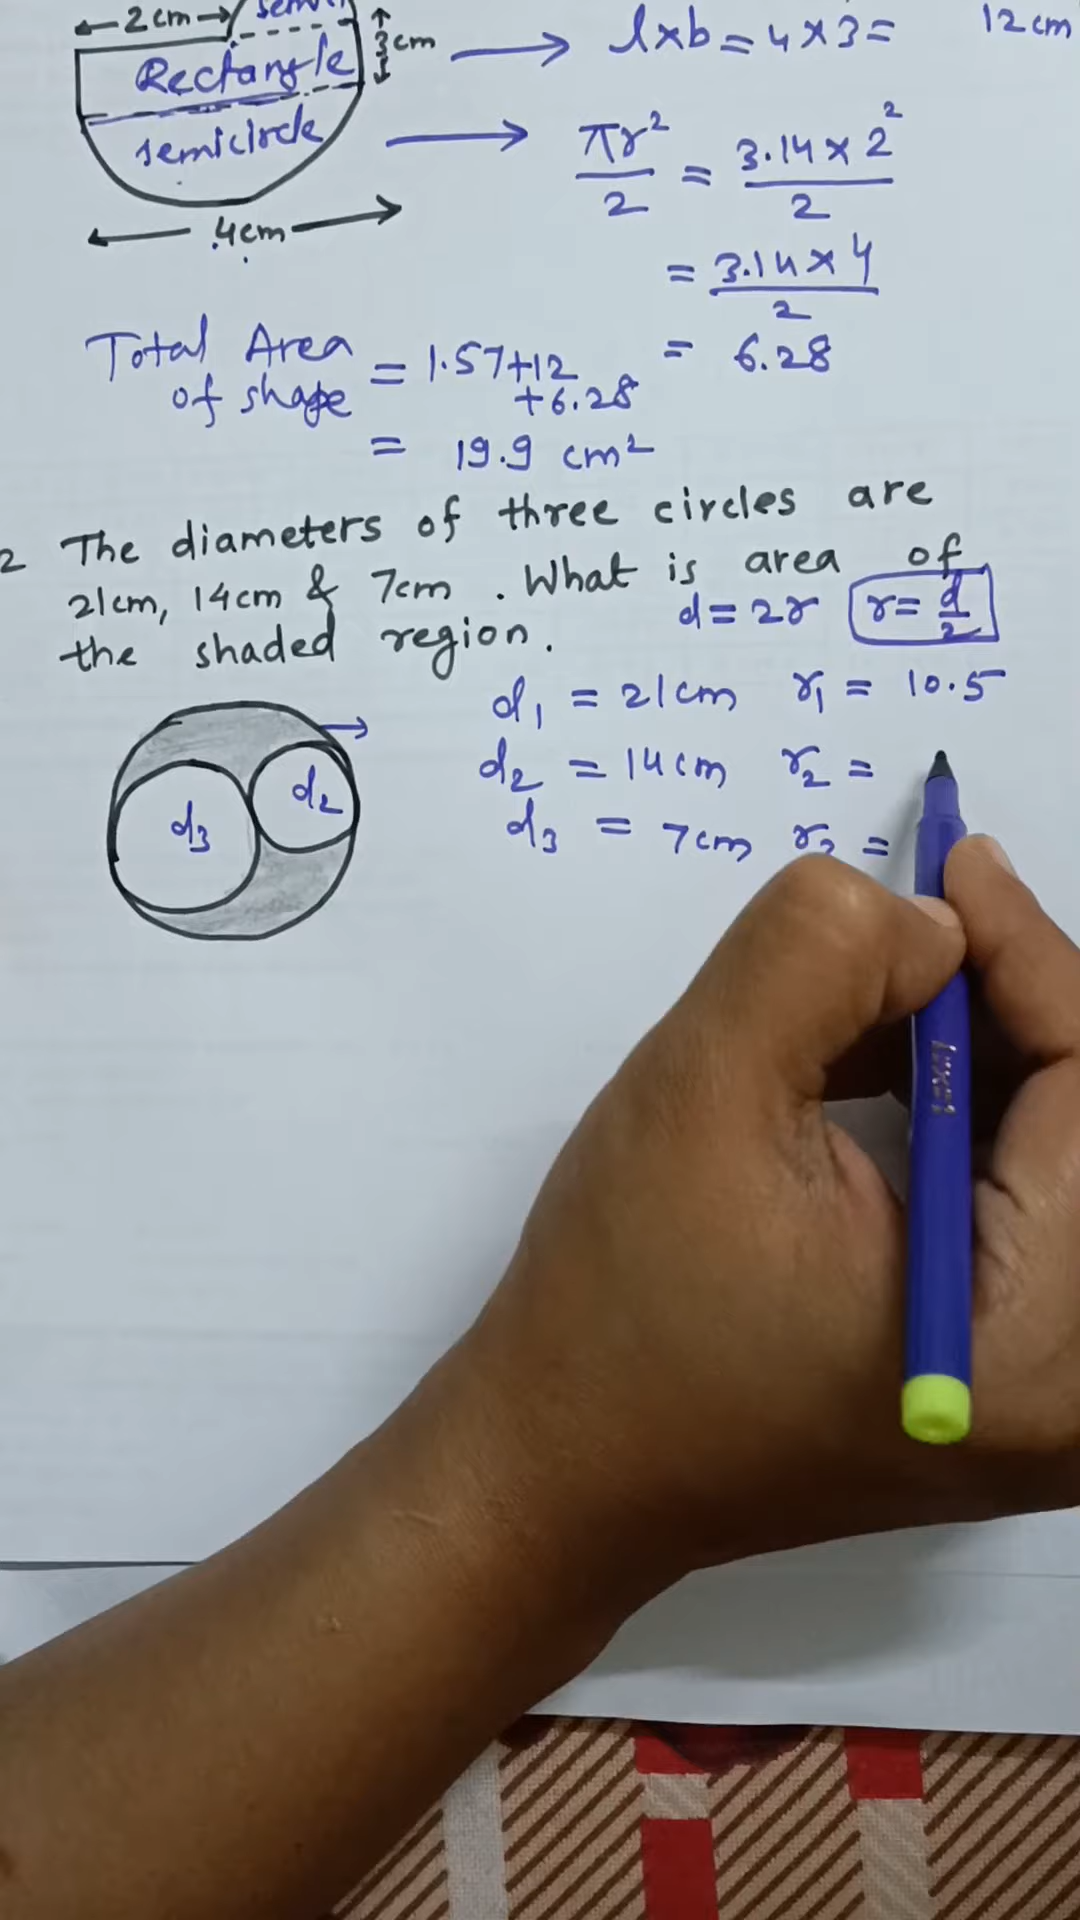 2cm
3cm
l×b = 4×3 = 12cm
Rectangle
semicircle
πr²/2 = 3.14×2²/2
4cm
= 3.14×4/2
= 6.28
Total Area of shape = 1.57+12+6.28
= 19.9 cm²
2 The diameters of three circles are
21cm, 14cm & 7cm. What is area of
the shaded region.
d=2r r=d/2
d₁ = 21cm r₁ = 10.5
d₂ = 14cm r₂ =
d₃ = 7cm r₃ =
d₃
d₂